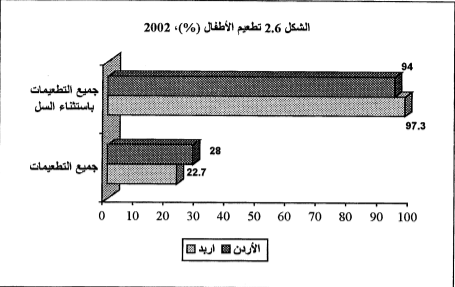 الشكل 2.6 تطعيم الأطفال (%)، 2002
94
جميع التطعيمات
باستثناء السل
97.3
28
جميع التطعيمات
22.7
0 10 20 30 40 50 60 70 80 90 100
الأردن اربد